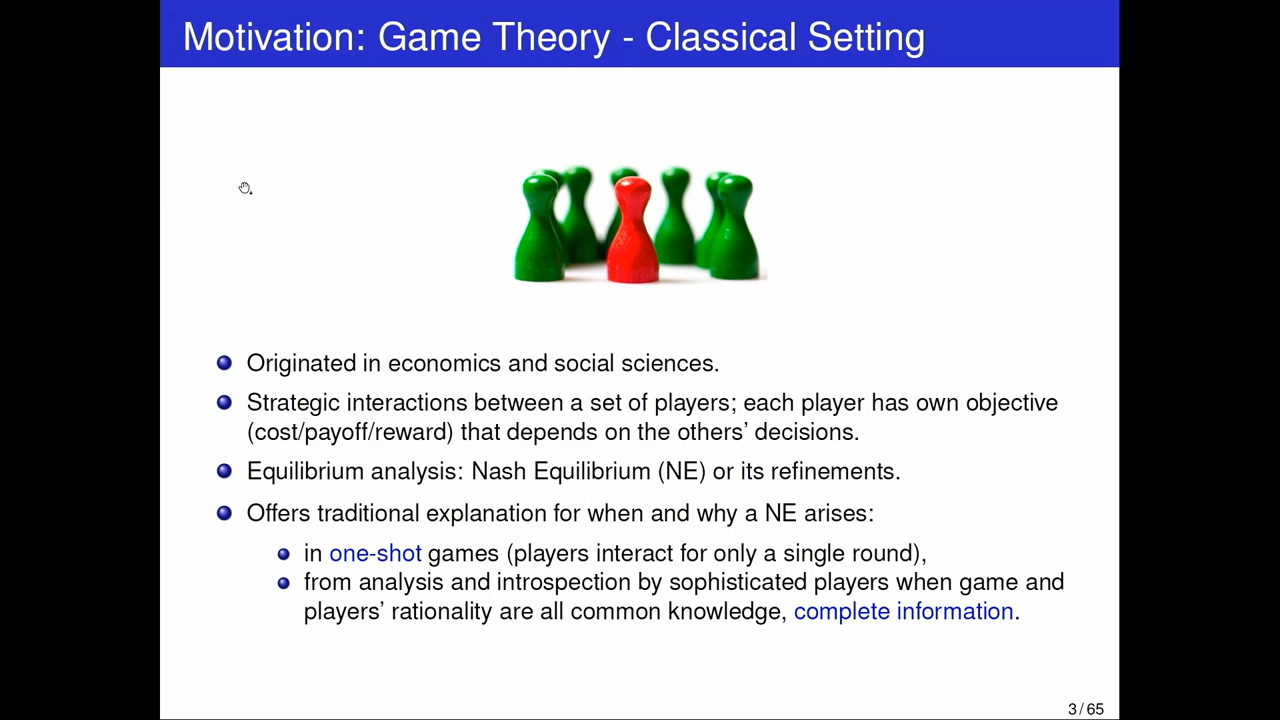 Motivation: Game Theory - Classical Setting
Originated in economics and social sciences.
Strategic interactions between a set of players; each player has own objective
(cost/payoff/reward) that depends on the others’ decisions.
Equilibrium analysis: Nash Equilibrium (NE) or its refinements.
Offers traditional explanation for when and why a NE arises:
in one-shot games (players interact for only a single round),
from analysis and introspection by sophisticated players when game and
players’ rationality are all common knowledge, complete information.
3 / 65